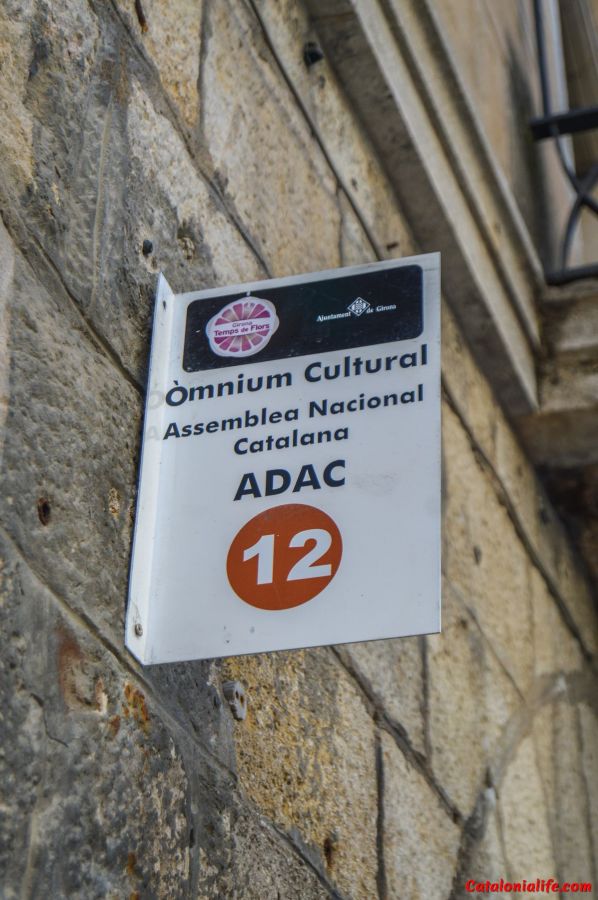 Girona
Temps de Flors
Ajuntament de Girona
Òmnium Cultural
Assemblea Nacional
Catalana
ADAC
12
Catalonialife.com